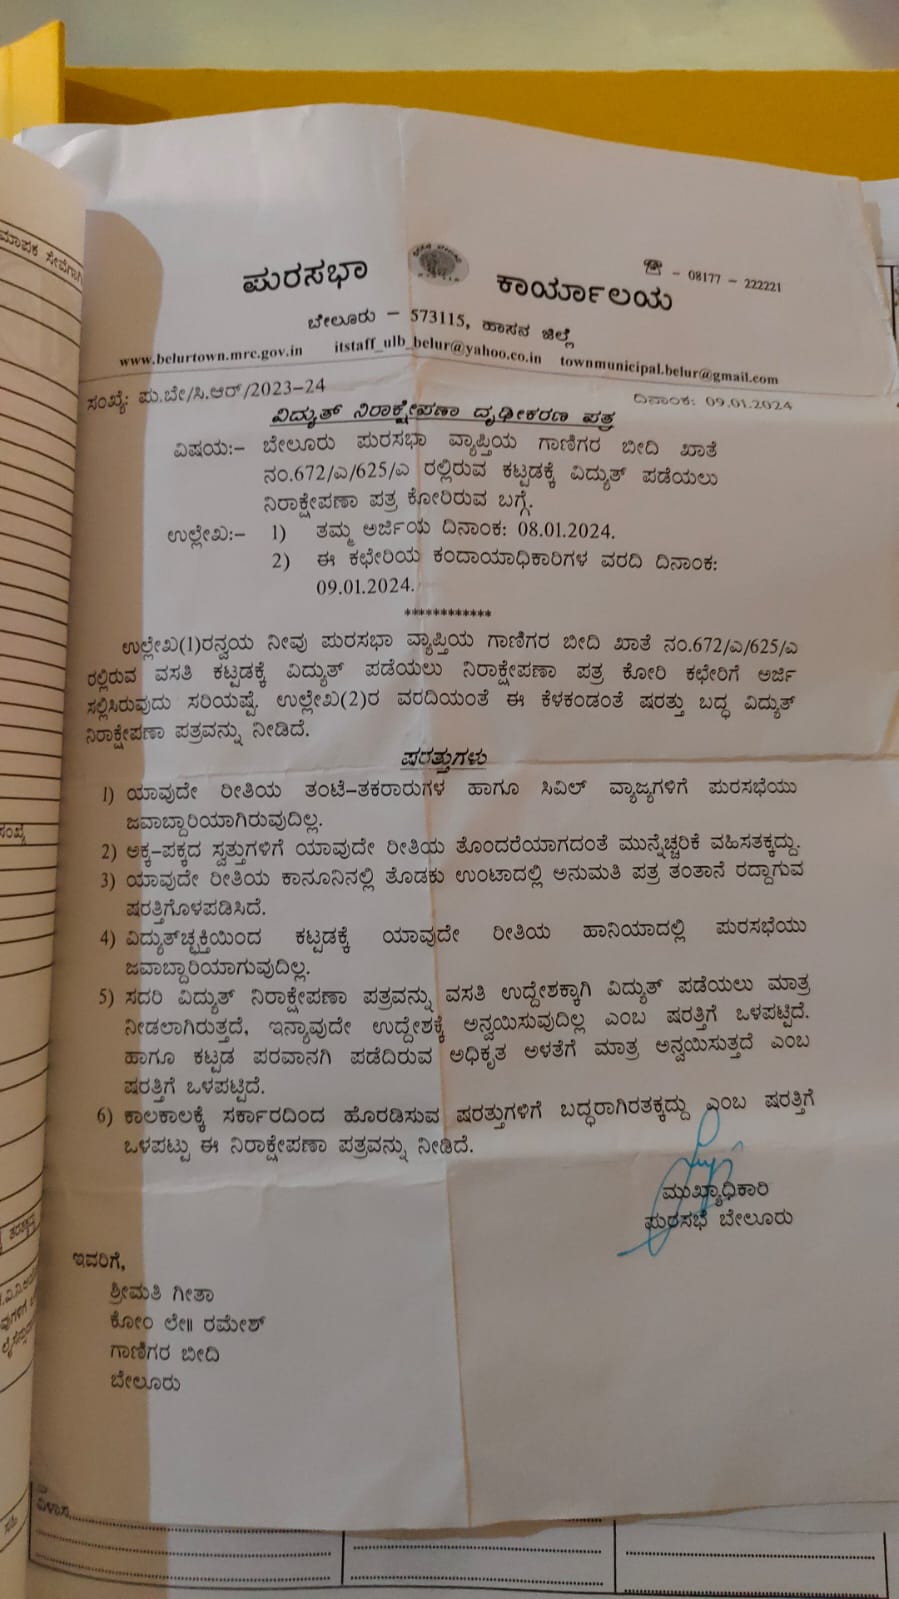 ಮಾಪಕ ಸೇವೆಗಾಗಿ
ಪುರಸಭಾ ಕಾರ್ಯಾಲಯ
☎ – 08177 – 222221
ಬೇಲೂರು – 573115, ಹಾಸನ ಜಿಲ್ಲೆ
www.belurtown.mrc.gov.in itstaff_ulb_belur@yahoo.co.in townmunicipal.belur@gmail.com
ಸಂಖ್ಯೆ: ಪು.ಬೇ/ಸಿ.ಆರ್/2023–24 ದಿನಾಂಕ: 09.01.2024
ವಿದ್ಯುತ್ ನಿರಾಕ್ಷೇಪಣಾ ದೃಢೀಕರಣ ಪತ್ರ
ವಿಷಯ:– ಬೇಲೂರು ಪುರಸಭಾ ವ್ಯಾಪ್ತಿಯ ಗಾಣಿಗರ ಬೀದಿ ಖಾತೆ
ನಂ.672/ಎ/625/ಎ ರಲ್ಲಿರುವ ಕಟ್ಟಡಕ್ಕೆ ವಿದ್ಯುತ್ ಪಡೆಯಲು
ನಿರಾಕ್ಷೇಪಣಾ ಪತ್ರ ಕೋರಿರುವ ಬಗ್ಗೆ.
ಉಲ್ಲೇಖ:– 1) ತಮ್ಮ ಅರ್ಜಿಯ ದಿನಾಂಕ: 08.01.2024.
2) ಈ ಕಛೇರಿಯ ಕಂದಾಯಾಧಿಕಾರಿಗಳ ವರದಿ ದಿನಾಂಕ:
09.01.2024.
************
ಉಲ್ಲೇಖ(1)ರನ್ವಯ ನೀವು ಪುರಸಭಾ ವ್ಯಾಪ್ತಿಯ ಗಾಣಿಗರ ಬೀದಿ ಖಾತೆ ನಂ.672/ಎ/625/ಎ
ರಲ್ಲಿರುವ ವಸತಿ ಕಟ್ಟಡಕ್ಕೆ ವಿದ್ಯುತ್ ಪಡೆಯಲು ನಿರಾಕ್ಷೇಪಣಾ ಪತ್ರ ಕೋರಿ ಕಛೇರಿಗೆ ಅರ್ಜಿ
ಸಲ್ಲಿಸಿರುವುದು ಸರಿಯಷ್ಟೆ. ಉಲ್ಲೇಖ(2)ರ ವರದಿಯಂತೆ ಈ ಕೆಳಕಂಡಂತೆ ಷರತ್ತು ಬದ್ಧ ವಿದ್ಯುತ್
ನಿರಾಕ್ಷೇಪಣಾ ಪತ್ರವನ್ನು ನೀಡಿದೆ.
ಷರತ್ತುಗಳು
1) ಯಾವುದೇ ರೀತಿಯ ತಂಟೆ–ತಕರಾರುಗಳ ಹಾಗೂ ಸಿವಿಲ್ ವ್ಯಾಜ್ಯಗಳಿಗೆ ಪುರಸಭೆಯು
ಜವಾಬ್ದಾರಿಯಾಗಿರುವುದಿಲ್ಲ.
2) ಅಕ್ಕ–ಪಕ್ಕದ ಸ್ವತ್ತುಗಳಿಗೆ ಯಾವುದೇ ರೀತಿಯ ತೊಂದರೆಯಾಗದಂತೆ ಮುನ್ನೆಚ್ಚರಿಕೆ ವಹಿಸತಕ್ಕದ್ದು.
3) ಯಾವುದೇ ರೀತಿಯ ಕಾನೂನಿನಲ್ಲಿ ತೊಡಕು ಉಂಟಾದಲ್ಲಿ ಅನುಮತಿ ಪತ್ರ ತಂತಾನೆ ರದ್ದಾಗುವ
ಷರತ್ತಿಗೊಳಪಡಿಸಿದೆ.
4) ವಿದ್ಯುತ್‌ಚ್ಛಕ್ತಿಯಿಂದ ಕಟ್ಟಡಕ್ಕೆ ಯಾವುದೇ ರೀತಿಯ ಹಾನಿಯಾದಲ್ಲಿ ಪುರಸಭೆಯು
ಜವಾಬ್ದಾರಿಯಾಗುವುದಿಲ್ಲ.
5) ಸದರಿ ವಿದ್ಯುತ್ ನಿರಾಕ್ಷೇಪಣಾ ಪತ್ರವನ್ನು ವಸತಿ ಉದ್ದೇಶಕ್ಕಾಗಿ ವಿದ್ಯುತ್ ಪಡೆಯಲು ಮಾತ್ರ
ನೀಡಲಾಗಿರುತ್ತದೆ, ಇನ್ಯಾವುದೇ ಉದ್ದೇಶಕ್ಕೆ ಅನ್ವಯಿಸುವುದಿಲ್ಲ ಎಂಬ ಷರತ್ತಿಗೆ ಒಳಪಟ್ಟಿದೆ.
ಹಾಗೂ ಕಟ್ಟಡ ಪರವಾನಗಿ ಪಡೆದಿರುವ ಅಧಿಕೃತ ಅಳತೆಗೆ ಮಾತ್ರ ಅನ್ವಯಿಸುತ್ತದೆ ಎಂಬ
ಷರತ್ತಿಗೆ ಒಳಪಟ್ಟಿದೆ.
6) ಕಾಲಕಾಲಕ್ಕೆ ಸರ್ಕಾರದಿಂದ ಹೊರಡಿಸುವ ಷರತ್ತುಗಳಿಗೆ ಬದ್ಧರಾಗಿರತಕ್ಕದ್ದು ಎಂಬ ಷರತ್ತಿಗೆ
ಒಳಪಟ್ಟು ಈ ನಿರಾಕ್ಷೇಪಣಾ ಪತ್ರವನ್ನು ನೀಡಿದೆ.
ಮುಖ್ಯಾಧಿಕಾರಿ
ಪುರಸಭೆ ಬೇಲೂರು
ಇವರಿಗೆ,
ಶ್ರೀಮತಿ ಗೀತಾ
ಕೋಂ ಲೇ॥ ರಮೇಶ್
ಗಾಣಿಗರ ಬೀದಿ
ಬೇಲೂರು
ವಿಳಾಸ